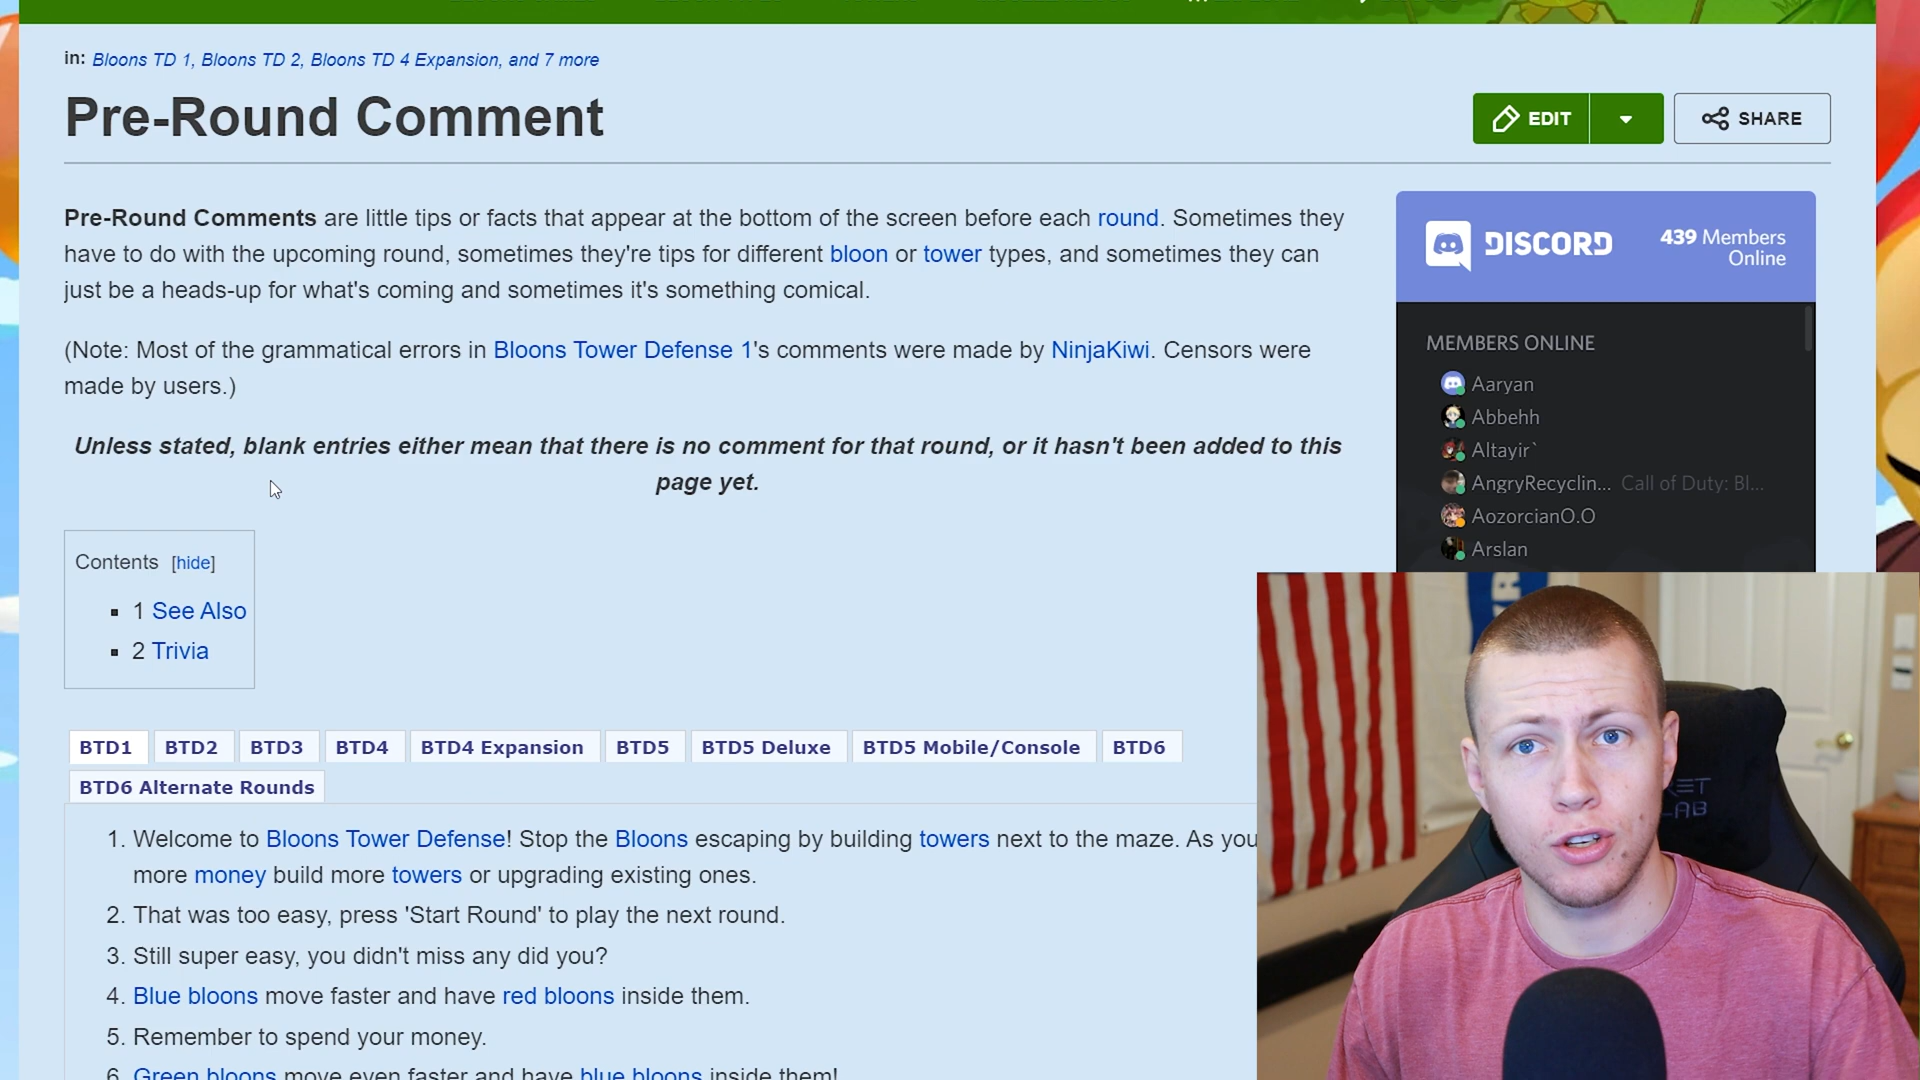 in: Bloons TD 1, Bloons TD 2, Bloons TD 4 Expansion, and 7 more
Pre-Round Comment
EDIT
SHARE
Pre-Round Comments are little tips or facts that appear at the bottom of the screen before each round. Sometimes they
have to do with the upcoming round, sometimes they're tips for different bloon or tower types, and sometimes they can
just be a heads-up for what's coming and sometimes it's something comical.
(Note: Most of the grammatical errors in Bloons Tower Defense 1's comments were made by NinjaKiwi. Censors were
made by users.)
Unless stated, blank entries either mean that there is no comment for that round, or it hasn't been added to this
page yet.
DISCORD
439 Members
Online
MEMBERS ONLINE
Aaryan
Abbehh
Altayir`
AngryRecyclin... Call of Duty: Bl...
AozorcianO.O
Arslan
Contents [hide]
1 See Also
2 Trivia
BTD1 BTD2 BTD3 BTD4 BTD4 Expansion BTD5 BTD5 Deluxe BTD5 Mobile/Console BTD6
BTD6 Alternate Rounds
1. Welcome to Bloons Tower Defense! Stop the Bloons escaping by building towers next to the maze. As you
more money build more towers or upgrading existing ones.
2. That was too easy, press 'Start Round' to play the next round.
3. Still super easy, you didn't miss any did you?
4. Blue bloons move faster and have red bloons inside them.
5. Remember to spend your money.
6. Green bloons move even faster and have blue bloons inside them!